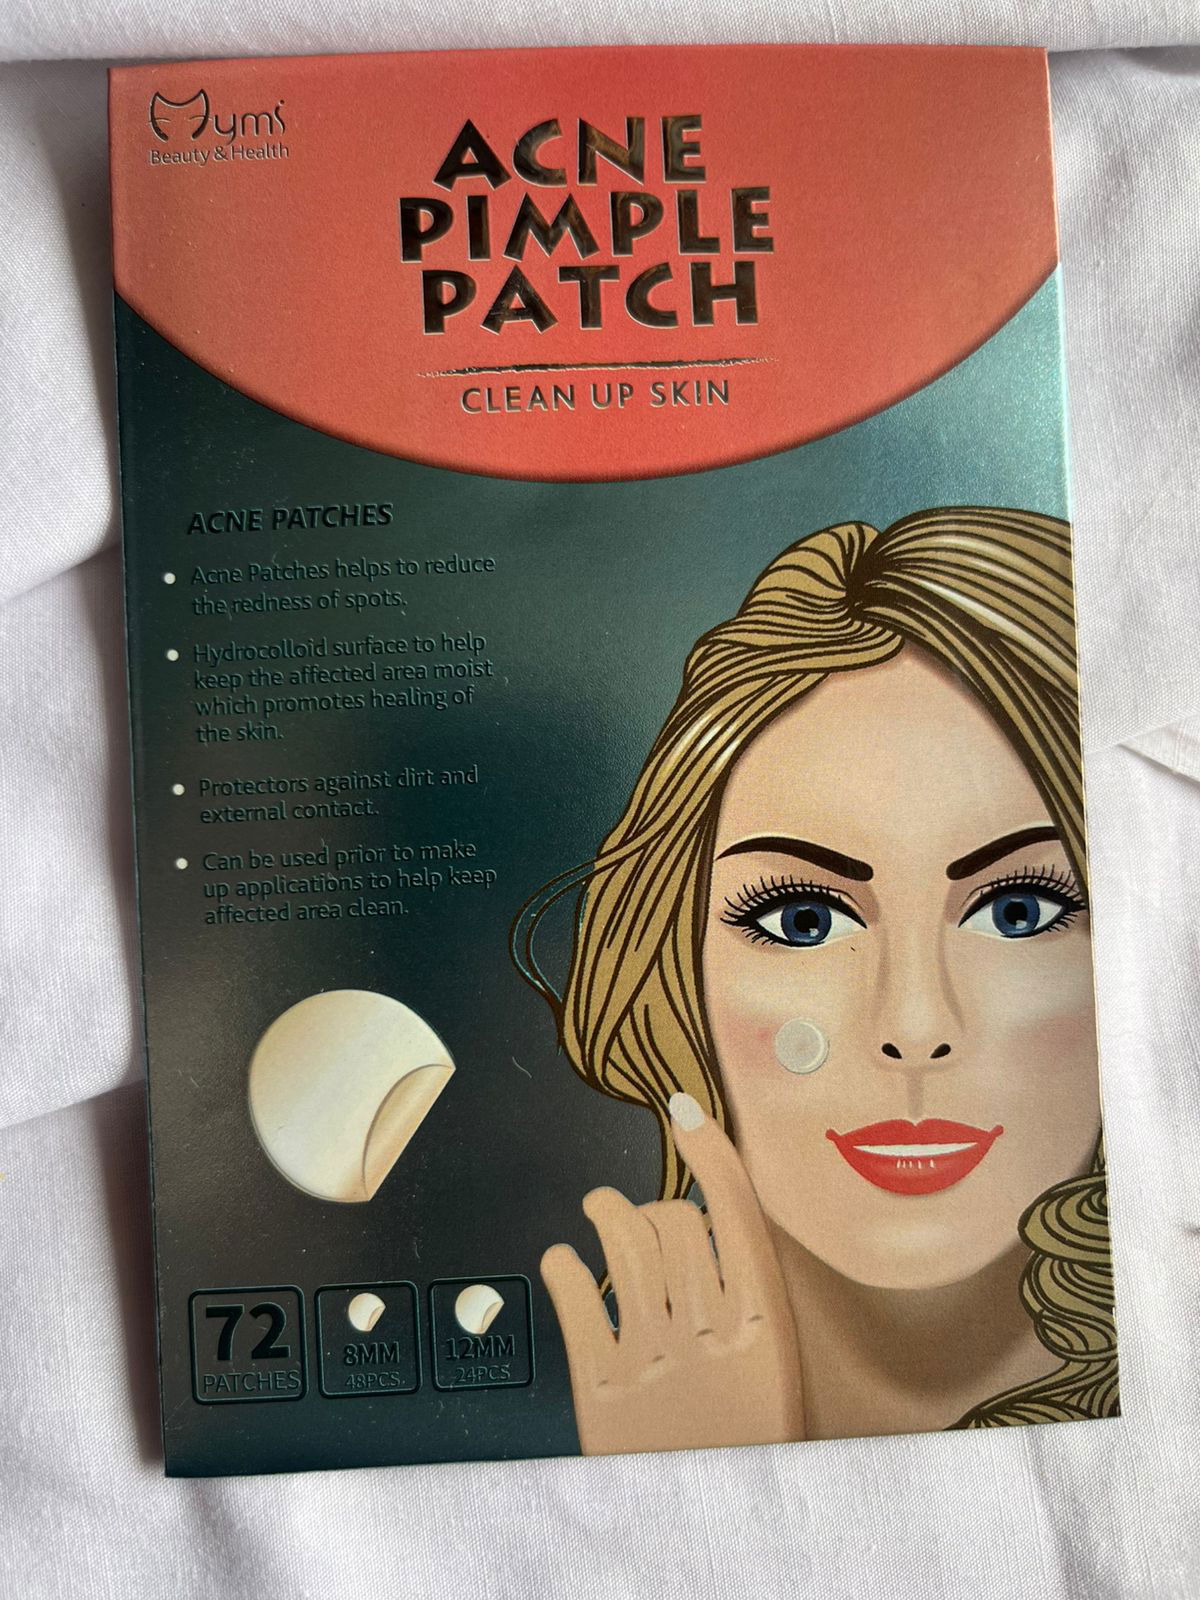 Mymi
Beauty & Health
ACNE
PIMPLE
PATCH
CLEAN UP SKIN
ACNE PATCHES
Acne Patches helps to reduce
the redness of spots.
Hydrocolloid surface to help
keep the affected area moist
which promotes healing of
the skin.
Protectors against dirt and
external contact.
Can be used prior to make
up applications to help keep
affected area clean.
72
PATCHES
8MM
48PCS
12MM
24PCS